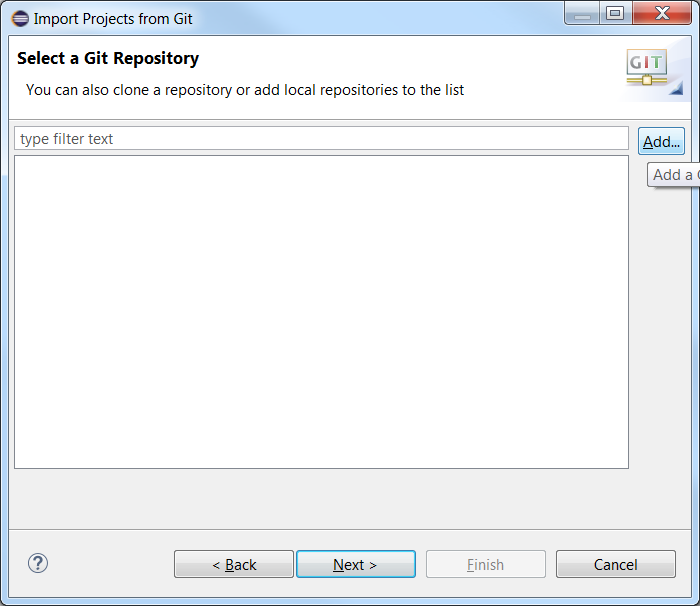 Import Projects from Git
Select a Git Repository
You can also clone a repository or add local repositories to the list
GIT
type filter text
Add...
Add a
?
< Back
Next >
Finish
Cancel